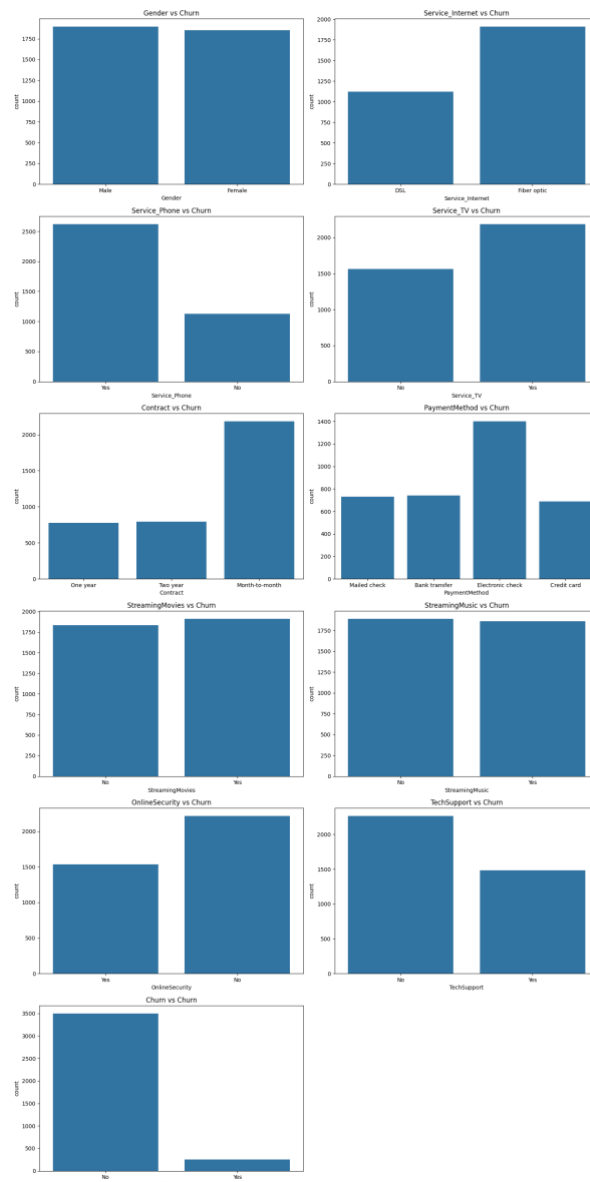 Gender vs Churn
count
1750
1500
1250
1000
750
500
250
0
Male Female
Gender
Service_Internet vs Churn
count
2000
1750
1500
1250
1000
750
500
250
0
DSL Fiber optic
Service_Internet
Service_Phone vs Churn
count
2500
2000
1500
1000
500
0
Yes No
Service_Phone
Service_TV vs Churn
count
2000
1500
1000
500
0
No Yes
Service_TV
Contract vs Churn
count
2000
1500
1000
500
0
One year Two year Month-to-month
Contract
PaymentMethod vs Churn
count
1400
1200
1000
800
600
400
200
0
Mailed check Bank transfer Electronic check Credit card
PaymentMethod
StreamingMovies vs Churn
count
2000
1750
1500
1250
1000
750
500
250
0
No Yes
StreamingMovies
StreamingMusic vs Churn
count
1750
1500
1250
1000
750
500
250
0
No Yes
StreamingMusic
OnlineSecurity vs Churn
count
2000
1500
1000
500
0
Yes No
OnlineSecurity
TechSupport vs Churn
count
2000
1500
1000
500
0
No Yes
TechSupport
Churn vs Churn
count
3500
3000
2500
2000
1500
1000
500
0
No Yes